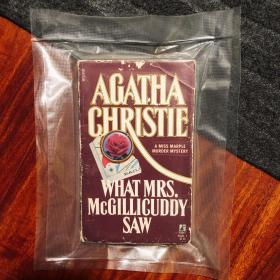 AGATHA
CHRISTIE
A MISS MARPLE
MURDER MYSTERY
WHAT MRS.
McGILLICUDDY
SAW